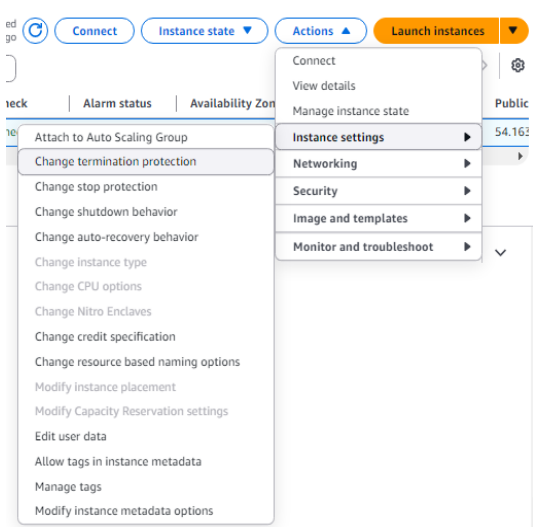 ed
go
Connect
Instance state
Actions
Launch instances
Connect
View details
Manage instance state
Instance settings
Networking
Security
Image and templates
Monitor and troubleshoot
Alarm status
Availability Zon
Public
54.163
Attach to Auto Scaling Group
Change termination protection
Change stop protection
Change shutdown behavior
Change auto-recovery behavior
Change instance type
Change CPU options
Change Nitro Enclaves
Change credit specification
Change resource based naming options
Modify instance placement
Modify Capacity Reservation settings
Edit user data
Allow tags in instance metadata
Manage tags
Modify instance metadata options